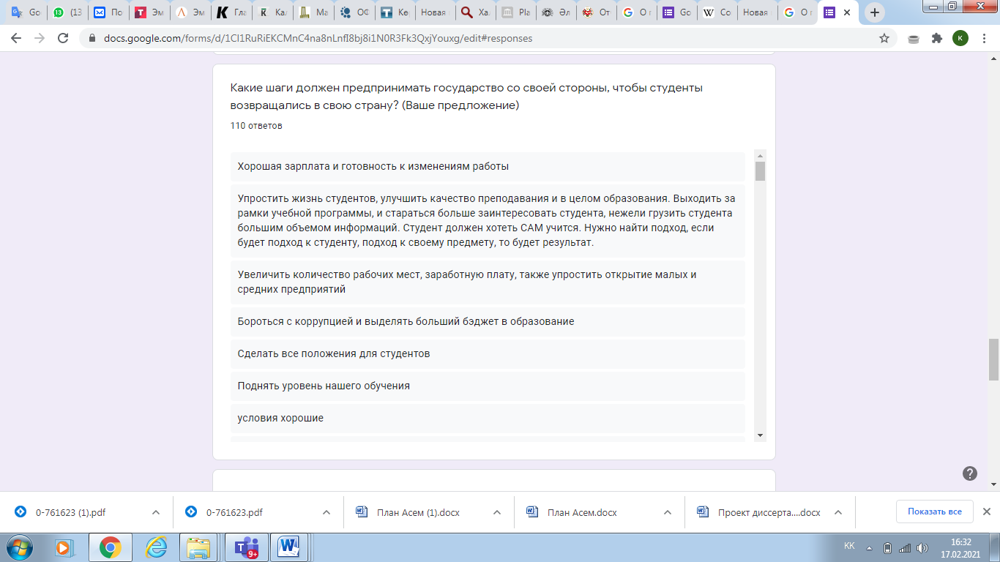 Go
(13
По
Эм
Эм
Гла
Ка
Ма
ОФ
Ке
Новая
Ха
Pla
Әл
От
О г
Go
Co
Новая
О г
docs.google.com/forms/d/1Cl1RuRiEKCMnC4na8nLnfI8bj8i1N0R3Fk3QxjYouxg/edit#responses
K
Какие шаги должен предпринимать государство со своей стороны, чтобы студенты
возвращались в свою страну? (Ваше предложение)
110 ответов
Хорошая зарплата и готовность к изменениям работы
Упростить жизнь студентов, улучшить качество преподавания и в целом образования. Выходить за
рамки учебной программы, и стараться больше заинтересовать студента, нежели грузить студента
большим объемом информаций. Студент должен хотеть САМ учится. Нужно найти подход, если
будет подход к студенту, подход к своему предмету, то будет результат.
Увеличить количество рабочих мест, заработную плату, также упростить открытие малых и
средних предприятий
Бороться с коррупцией и выделять больший бэджет в образование
Сделать все положения для студентов
Поднять уровень нашего обучения
условия хорошие
0-761623 (1).pdf
0-761623.pdf
План Асем (1).docx
План Асем.docx
Проект диссерта....docx
Показать все
9+
KK
16:32
17.02.2021